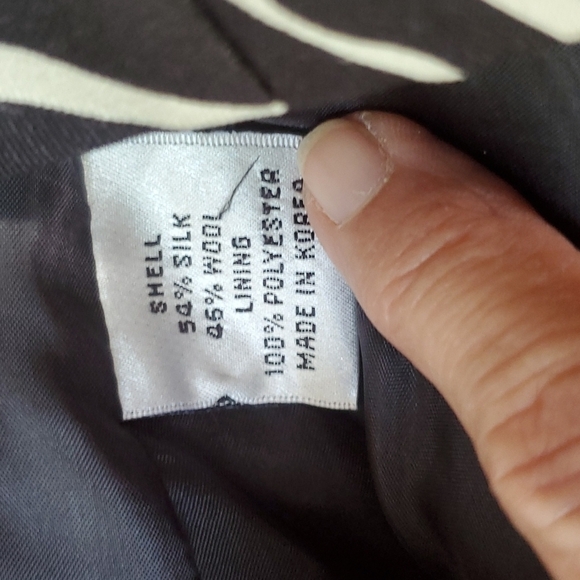 SHELL
54% SILK
46% WOOL
LINING
100% POLYESTER
MADE IN KOREA